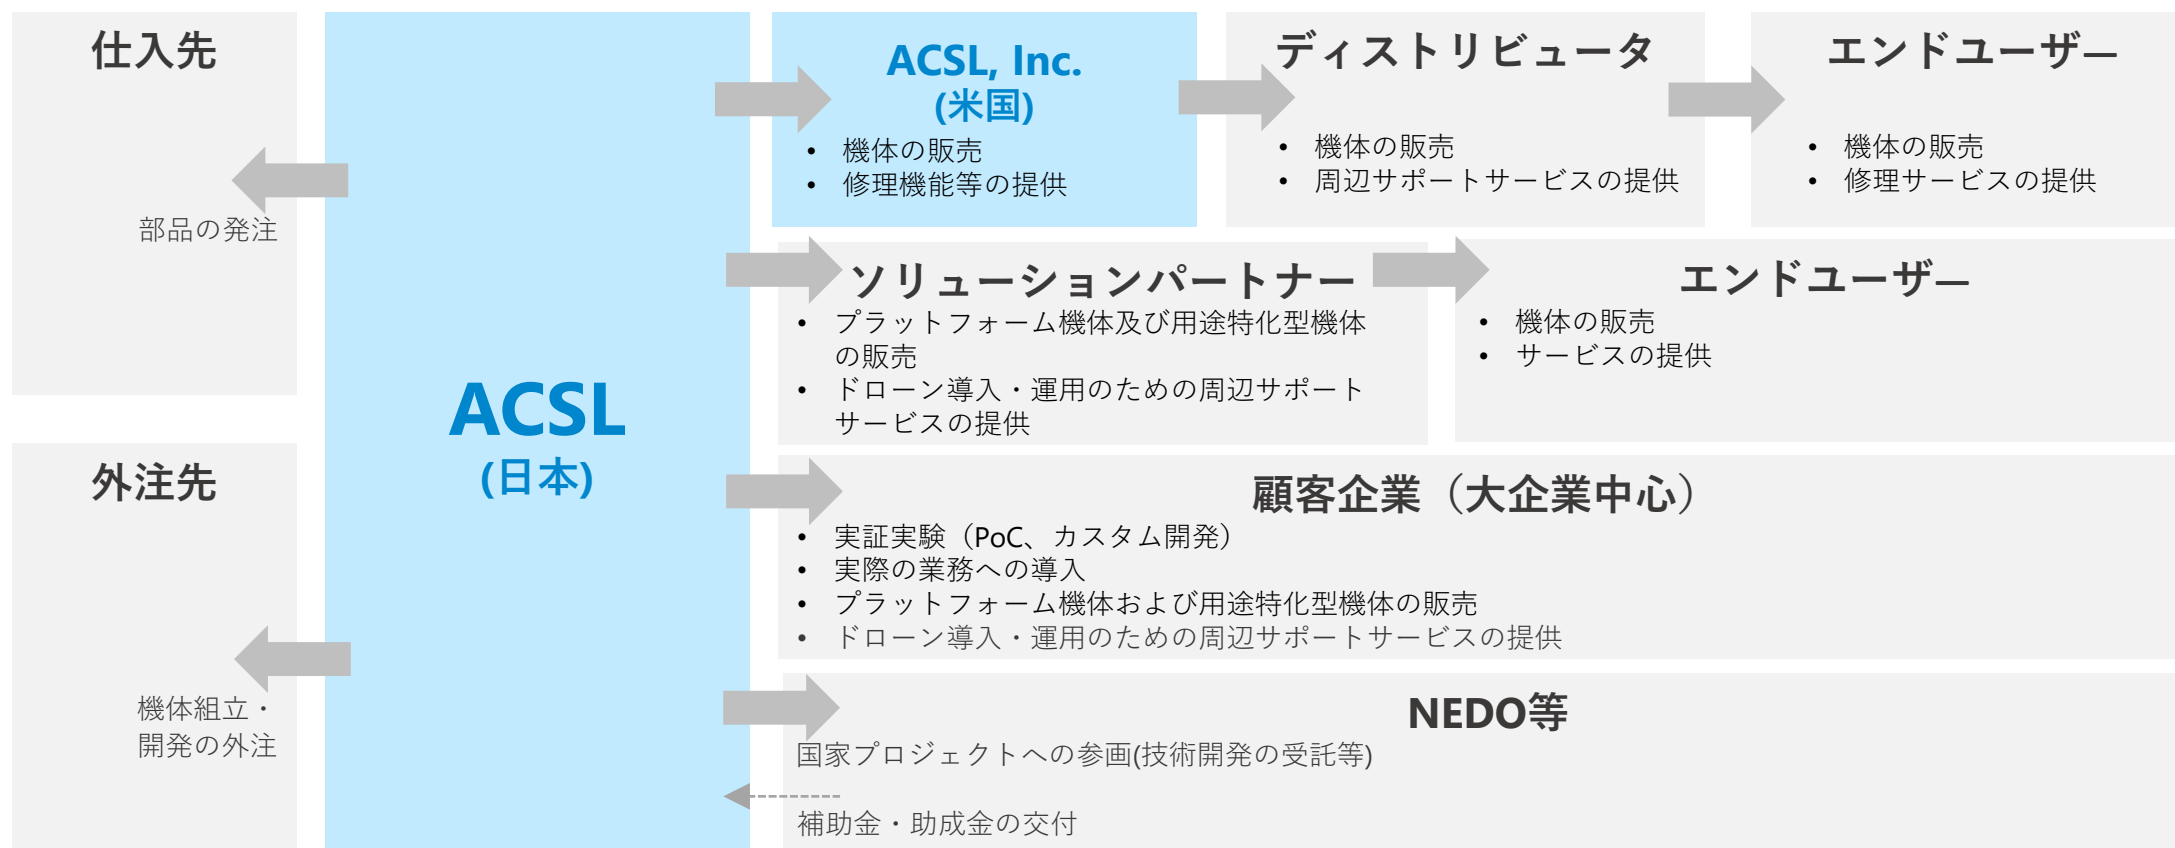 仕入先
部品の発注
外注先
機体組立・
開発の外注
ACSL
(日本)
ACSL, Inc.
(米国)
• 機体の販売
• 修理機能等の提供
ディストリビュータ
• 機体の販売
• 周辺サポートサービスの提供
エンドユーザー
• 機体の販売
• 修理サービスの提供
ソリューションパートナー
• プラットフォーム機体及び用途特化型機体
の販売
• ドローン導入・運用のための周辺サポート
サービスの提供
エンドユーザー
• 機体の販売
• サービスの提供
顧客企業（大企業中心）
• 実証実験（PoC、カスタム開発）
• 実際の業務への導入
• プラットフォーム機体および用途特化型機体の販売
• ドローン導入・運用のための周辺サポートサービスの提供
NEDO等
国家プロジェクトへの参画(技術開発の受託等)
補助金・助成金の交付